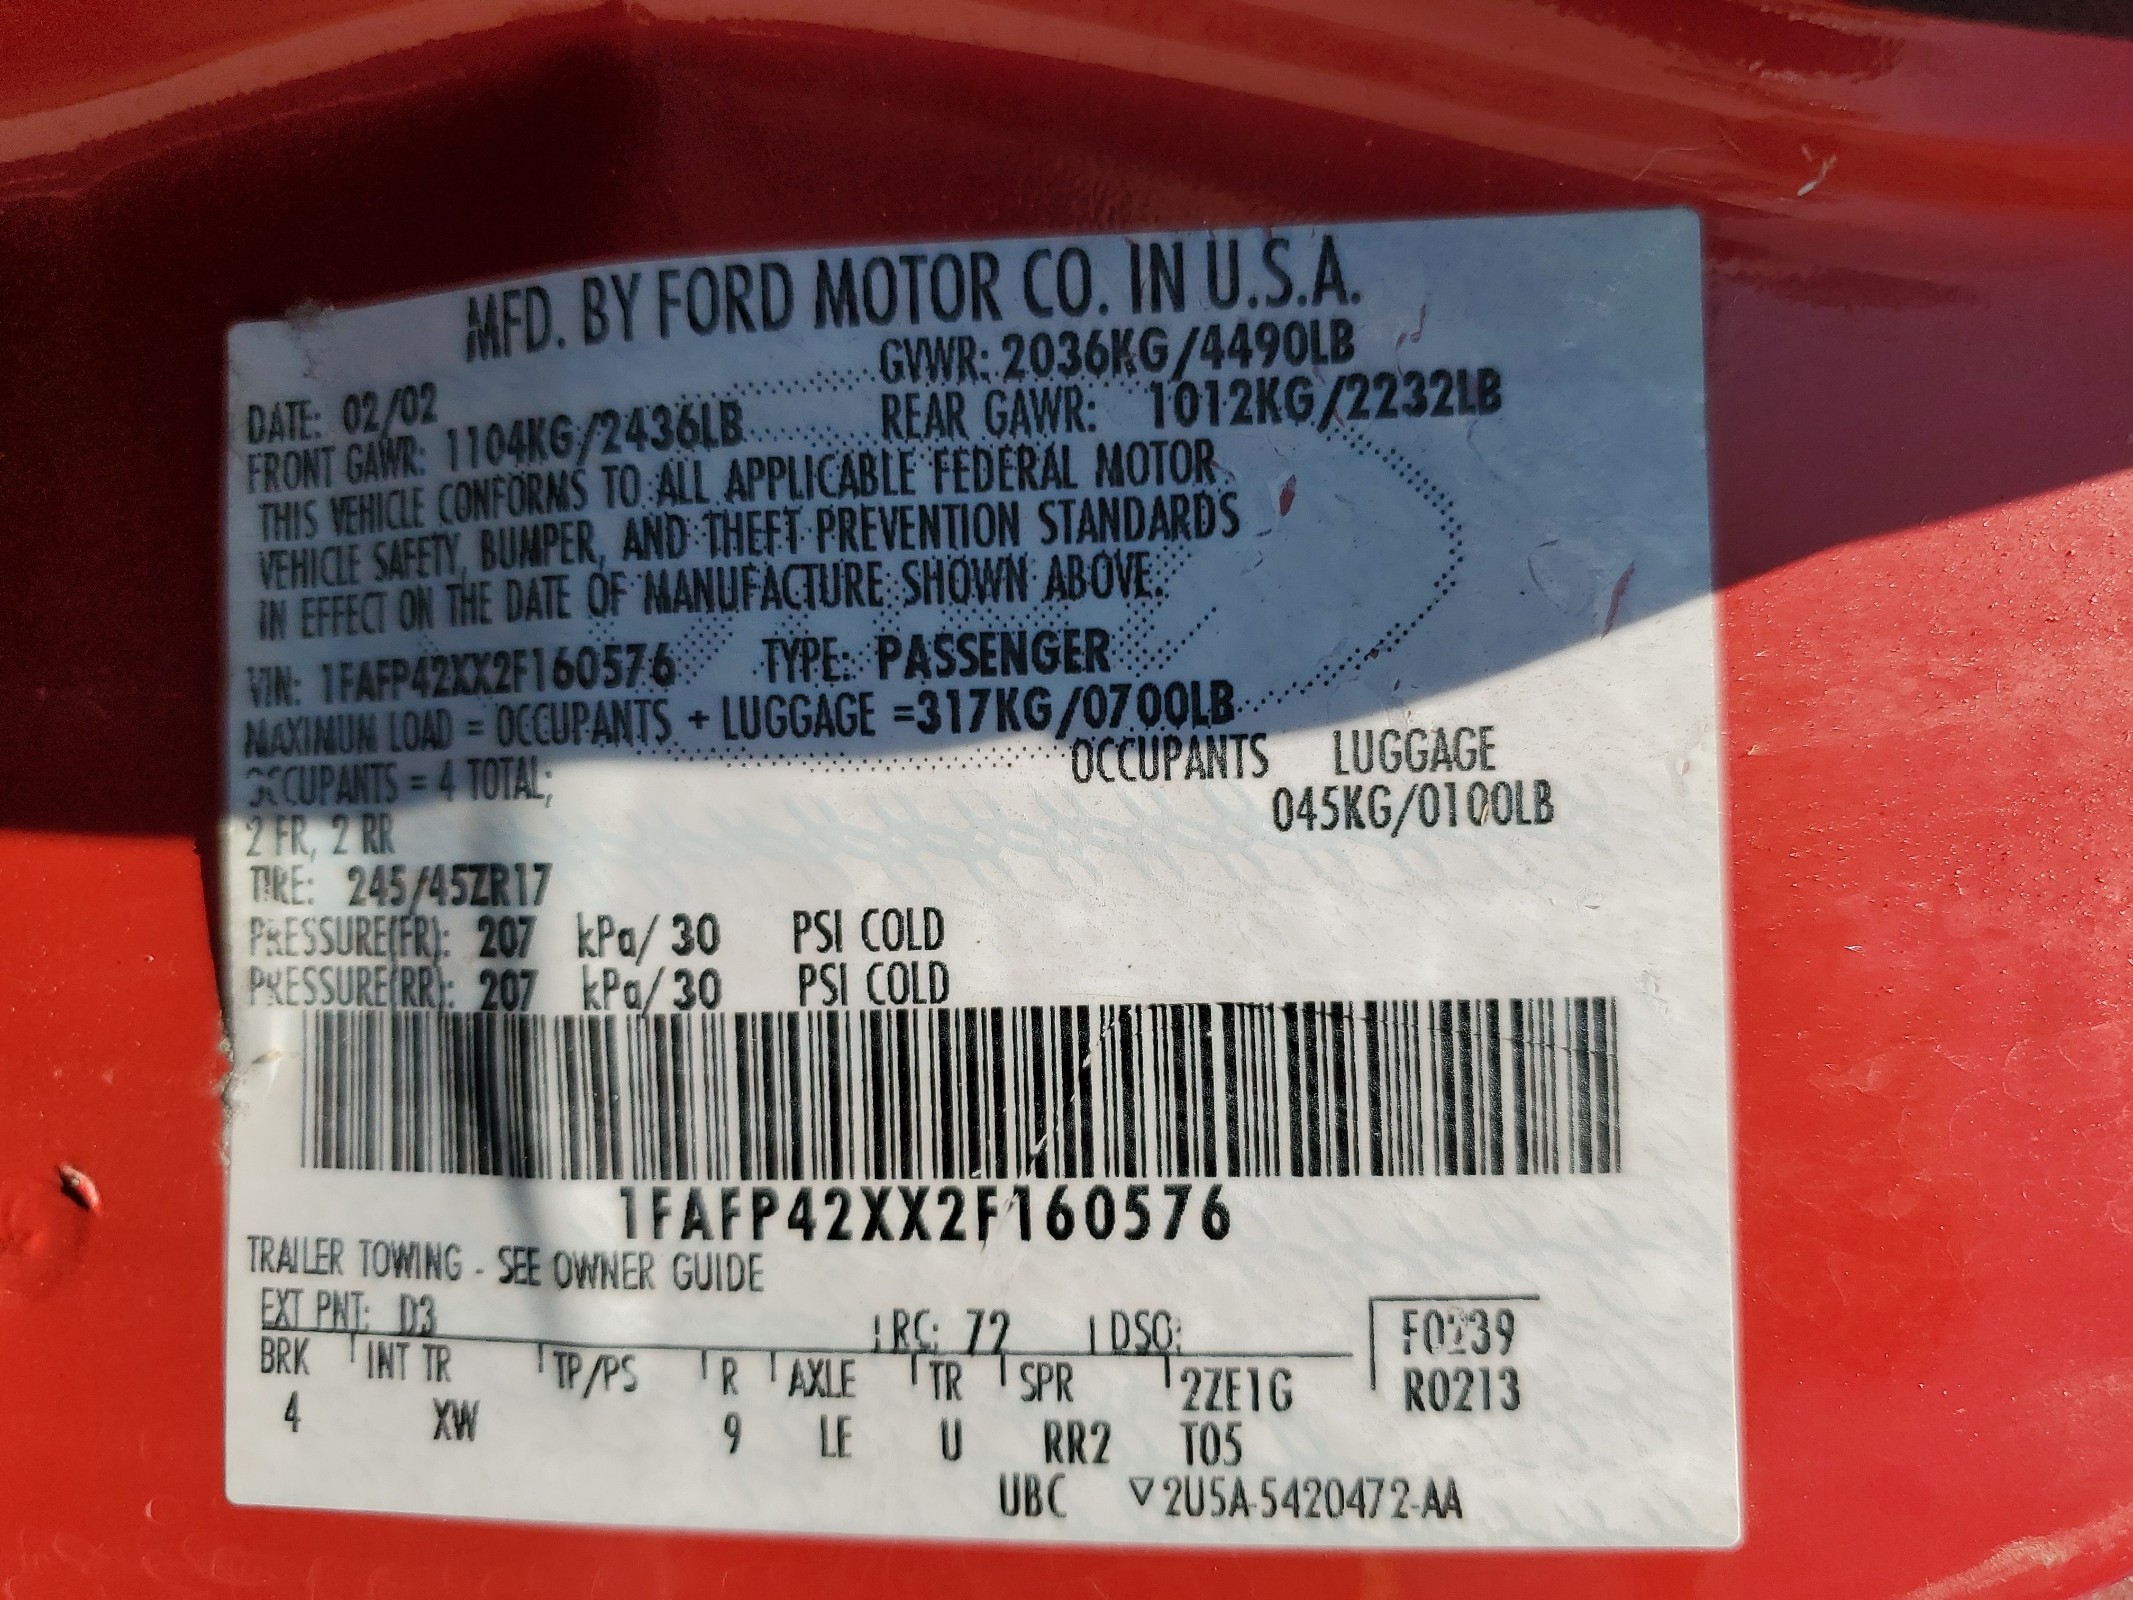 MFD. BY FORD MOTOR CO. IN U.S.A.
DATE: 02/02 GVWR: 2036KG/4490LB
FRONT GAWR: 1104KG/2436LB REAR GAWR: 1012KG/2232LB
THIS VEHICLE CONFORMS TO ALL APPLICABLE FEDERAL MOTOR
VEHICLE SAFETY, BUMPER, AND THEFT PREVENTION STANDARDS
IN EFFECT ON THE DATE OF MANUFACTURE SHOWN ABOVE.
VIN: 1FAFP42XX2F160576 TYPE: PASSENGER
MAXIMUM LOAD = OCCUPANTS + LUGGAGE =317KG/0700LB
OCCUPANTS = 4 TOTAL; OCCUPANTS LUGGAGE
2 FR, 2 RR 045KG/0100LB
TIRE: 245/45ZR17
PRESSURE(FR): 207 kPa/ 30 PSI COLD
PRESSURE(RR): 207 kPa/ 30 PSI COLD
1FAFP42XX2F160576
TRAILER TOWING - SEE OWNER GUIDE
EXT PNT: D3 RC: 72 DSO: F0239
BRK INT TR TP/PS R AXLE TR SPR 2ZE1G R0213
4 XW 9 LE U RR2 T05
UBC ▽2U5A-5420472-AA